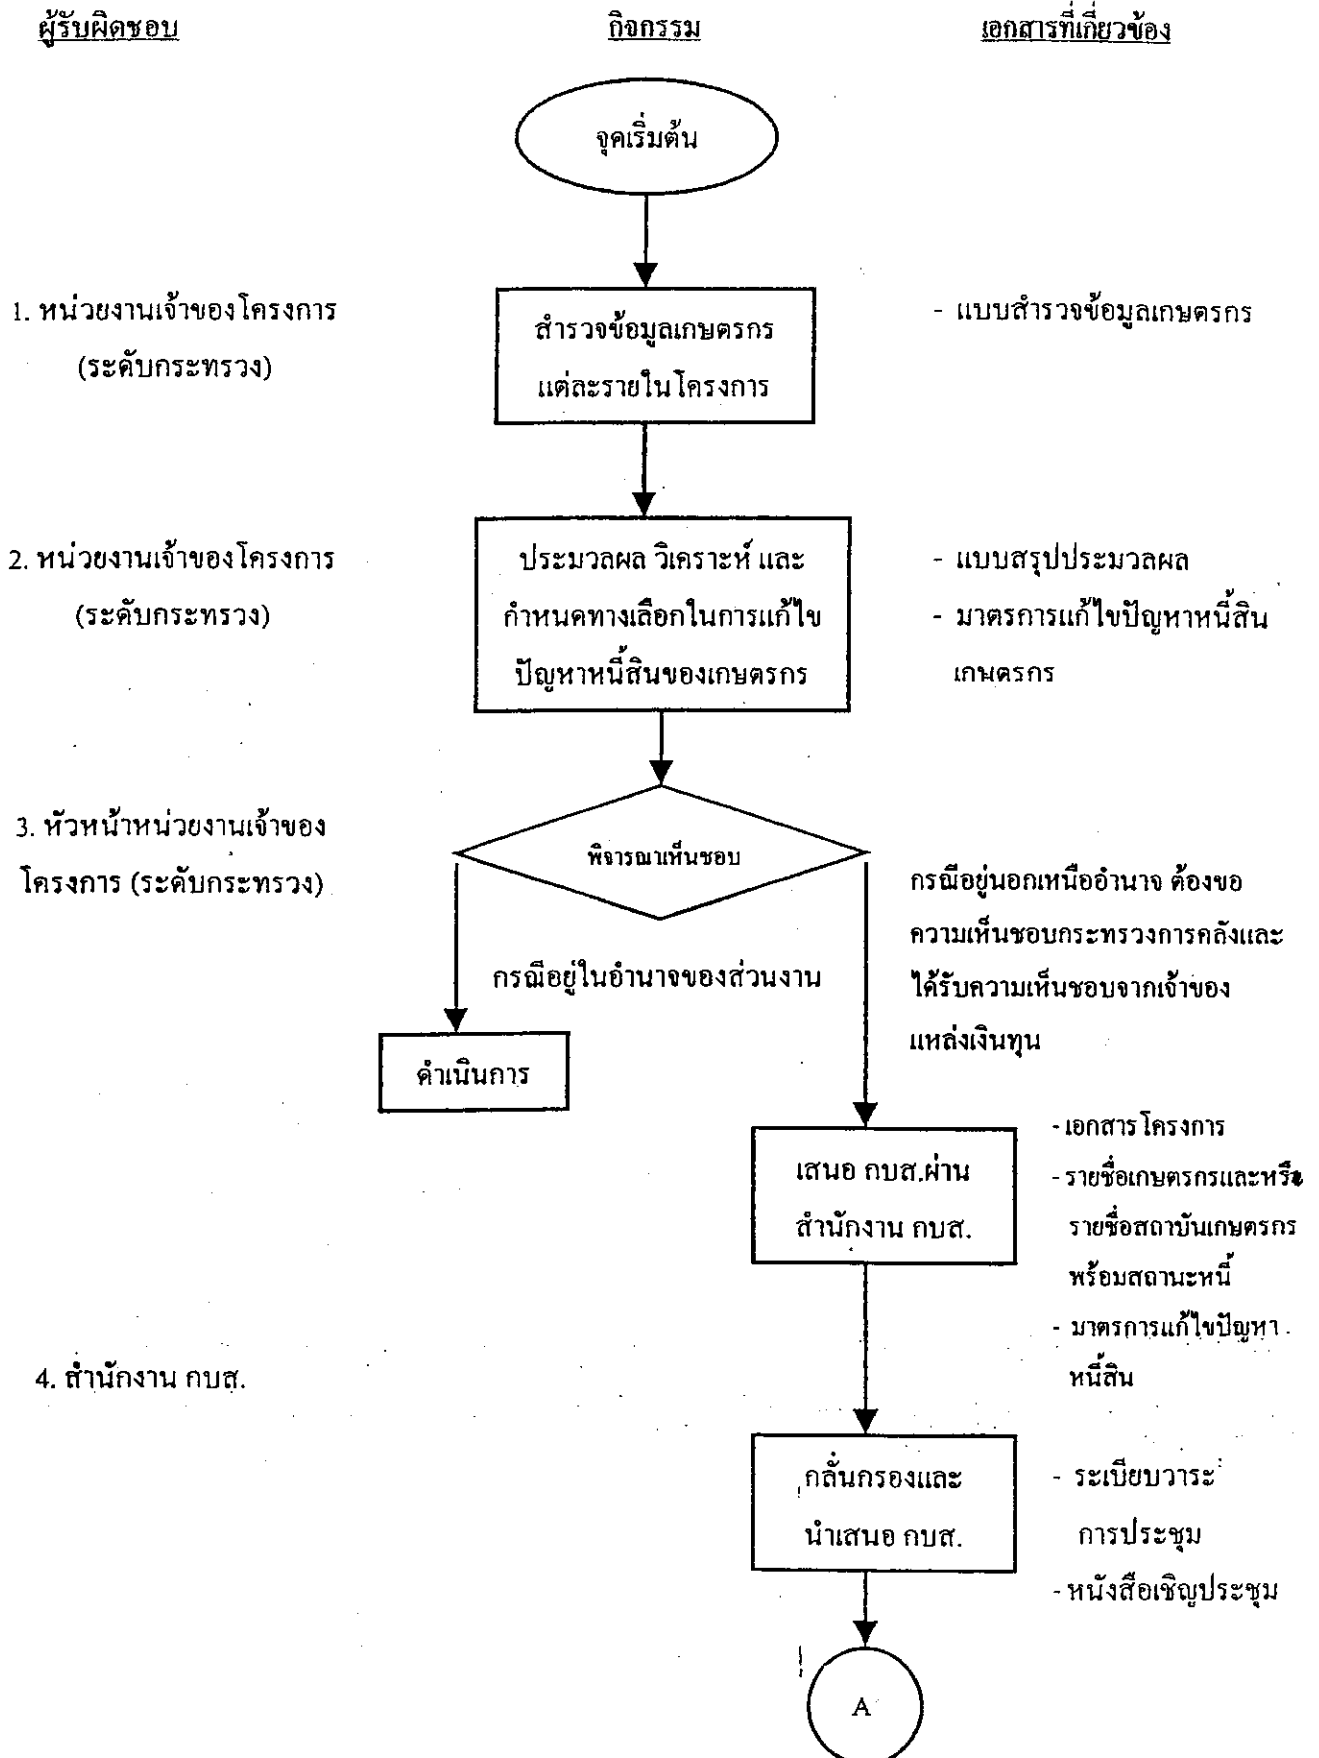 ผู้รับผิดชอบ
กิจกรรม
เอกสารที่เกี่ยวข้อง
จุดเริ่มต้น
1. หน่วยงานเจ้าของโครงการ
(ระดับกระทรวง)
สำรวจข้อมูลเกษตรกร
แต่ละรายในโครงการ
- แบบสำรวจข้อมูลเกษตรกร
2. หน่วยงานเจ้าของโครงการ
(ระดับกระทรวง)
ประมวลผล วิเคราะห์ และ
กำหนดทางเลือกในการแก้ไข
ปัญหาหนี้สินของเกษตรกร
- แบบสรุปประมวลผล
- มาตรการแก้ไขปัญหาหนี้สิน
เกษตรกร
3. หัวหน้าหน่วยงานเจ้าของ
โครงการ (ระดับกระทรวง)
พิจารณาเห็นชอบ
กรณีอยู่ในอำนาจของส่วนงาน
ดำเนินการ
กรณีอยู่นอกเหนืออำนาจ ต้องขอ
ความเห็นชอบกระทรวงการคลังและ
ได้รับความเห็นชอบจากเจ้าของ
แหล่งเงินทุน
เสนอ กบส.ผ่าน
สำนักงาน กบส.
- เอกสารโครงการ
- รายชื่อเกษตรกรและหรือ
รายชื่อสถาบันเกษตรกร
พร้อมสถานะหนี้
- มาตรการแก้ไขปัญหา
หนี้สิน
4. สำนักงาน กบส.
กลั่นกรองและ
นำเสนอ กบส.
- ระเบียบวาระ
การประชุม
- หนังสือเชิญประชุม
A